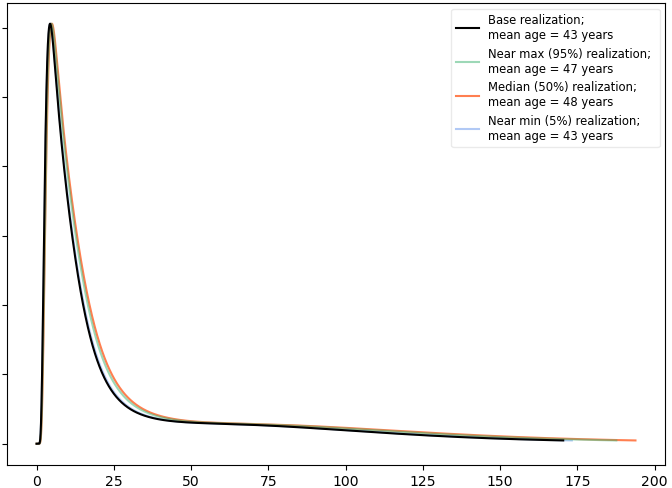 Base realization;
mean age = 43 years
Near max (95%) realization;
mean age = 47 years
Median (50%) realization;
mean age = 48 years
Near min (5%) realization;
mean age = 43 years
0 25 50 75 100 125 150 175 200